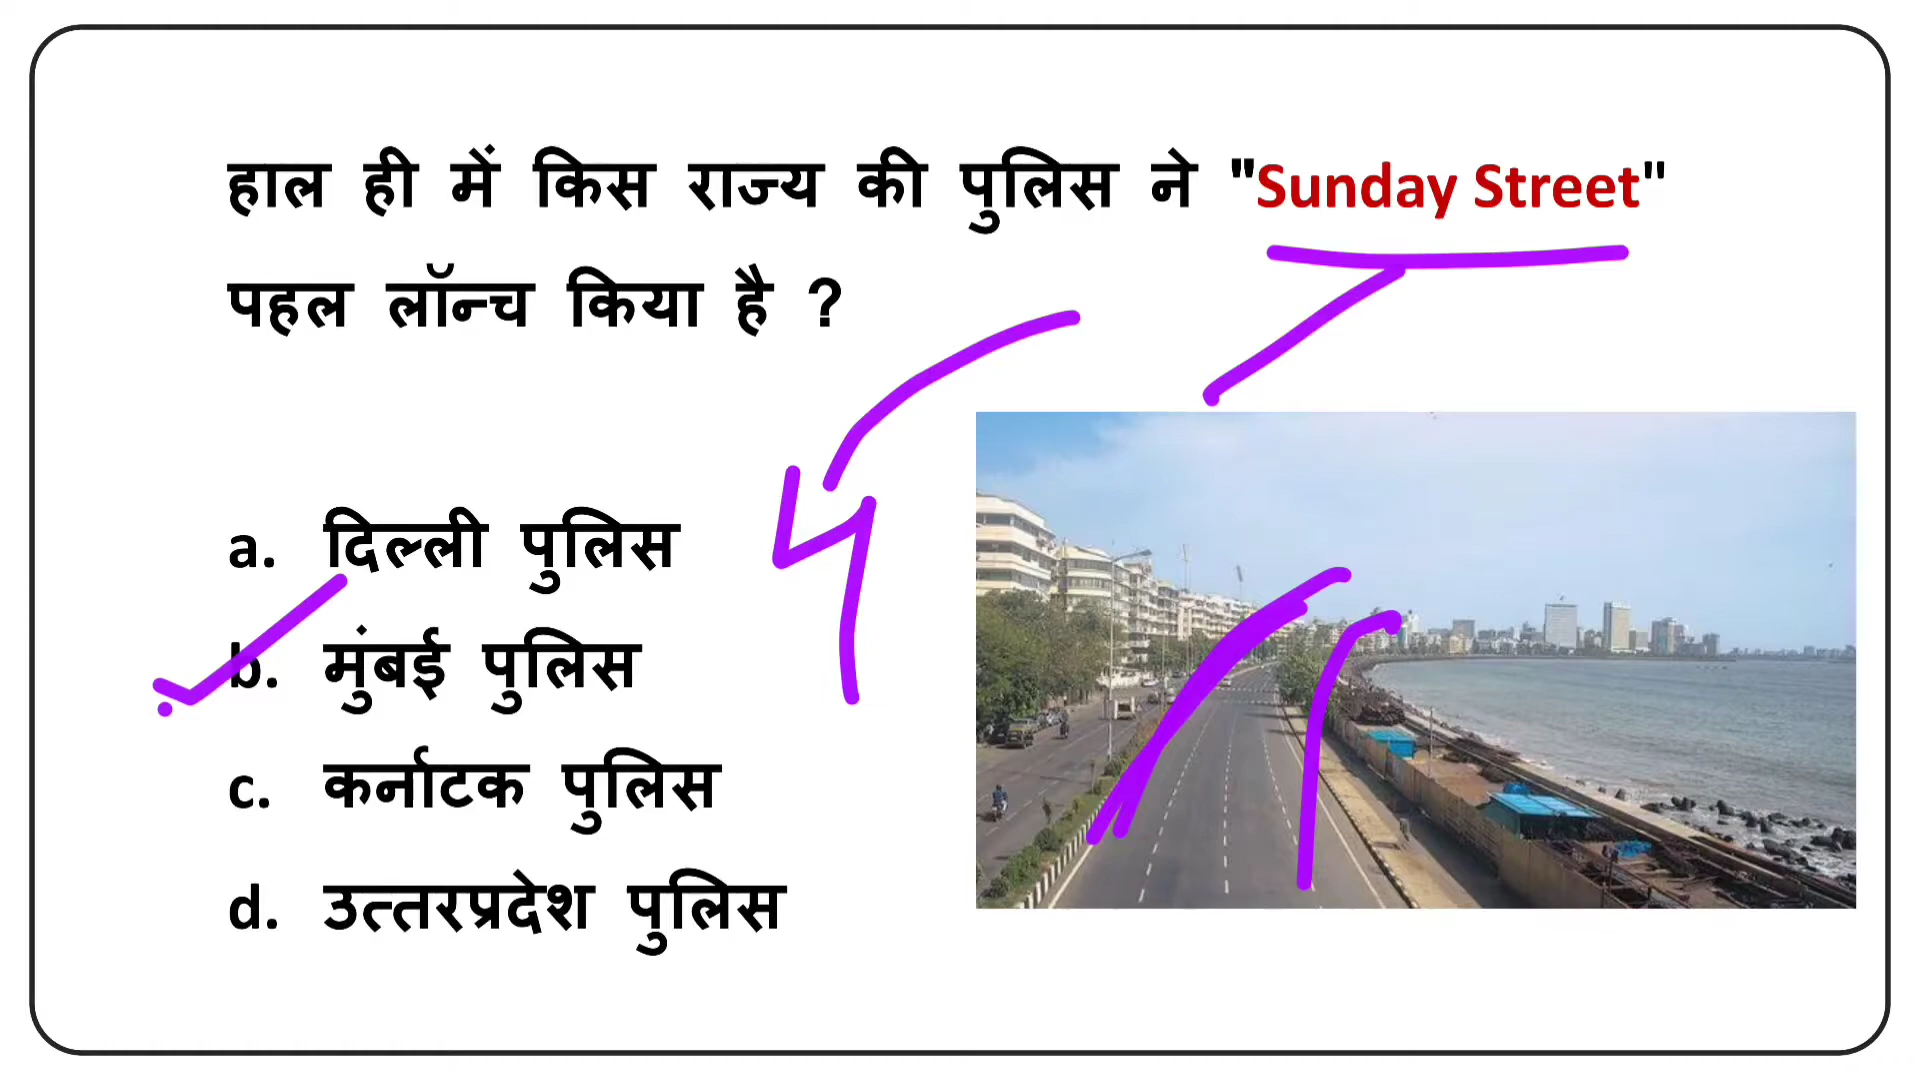 हाल ही में किस राज्य की पुलिस ने "Sunday Street"
पहल लॉन्च किया है ?
a. दिल्ली पुलिस
b. मुंबई पुलिस
c. कर्नाटक पुलिस
d. उत्तरप्रदेश पुलिस